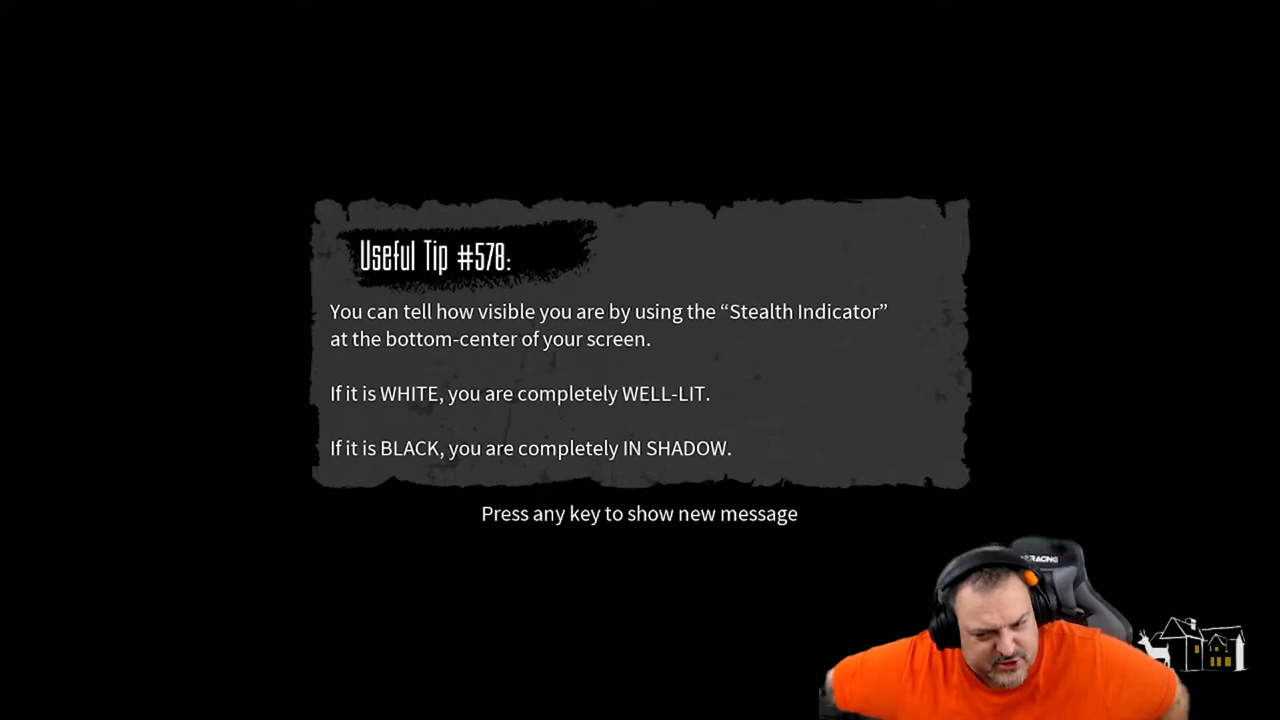 Useful Tip #578:
You can tell how visible you are by using the “Stealth Indicator”
at the bottom-center of your screen.
If it is WHITE, you are completely WELL-LIT.
If it is BLACK, you are completely IN SHADOW.
Press any key to show new message
RACING